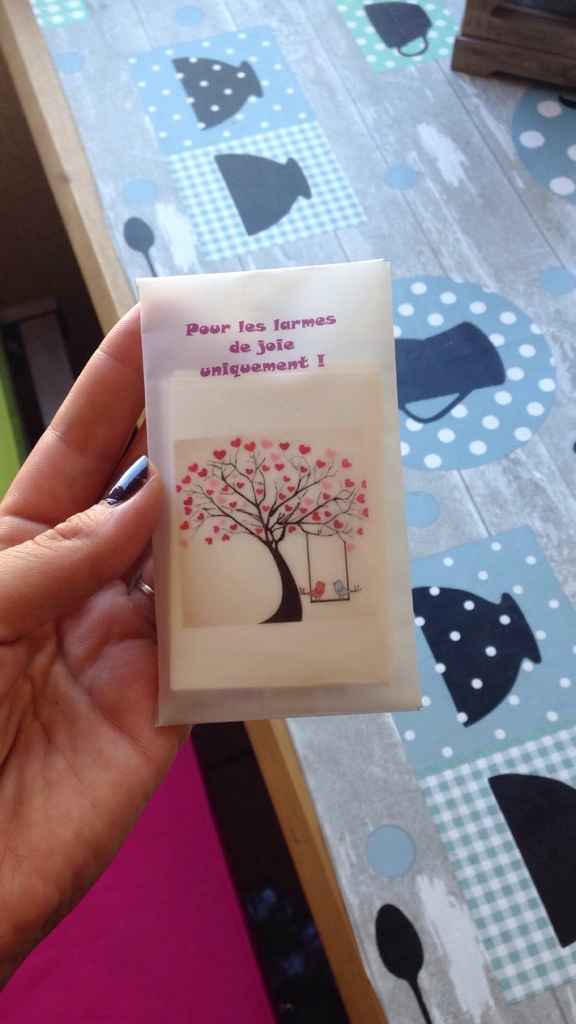 Pour les larmes
de joie
uniquement !